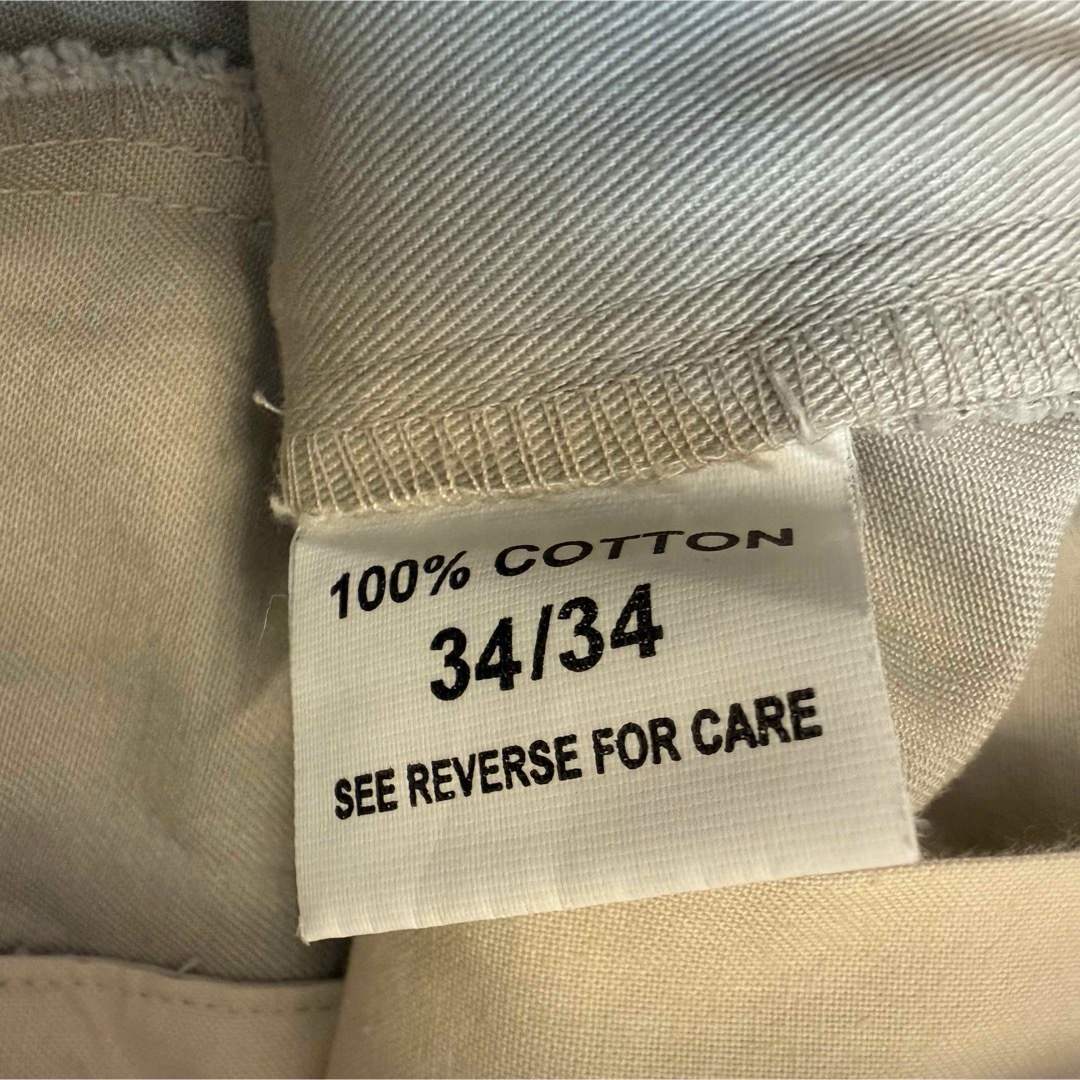 100% COTTON
34/34
SEE REVERSE FOR CARE